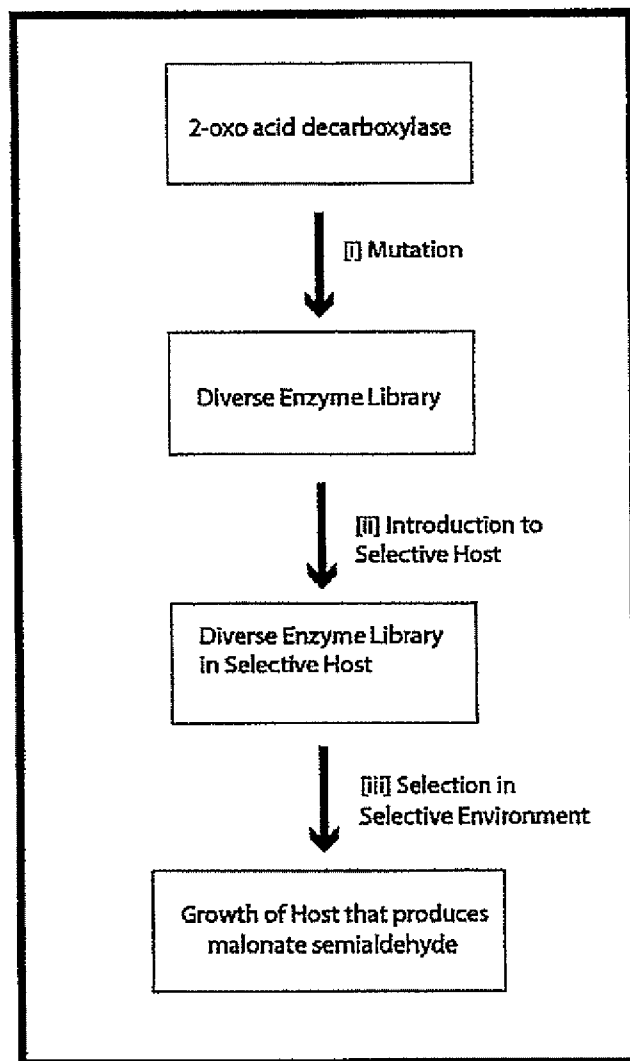 2-oxo acid decarboxylase
[i] Mutation
Diverse Enzyme Library
[ii] Introduction to
Selective Host
Diverse Enzyme Library
in Selective Host
[iii] Selection in
Selective Environment
Growth of Host that produces
malonate semialdehyde